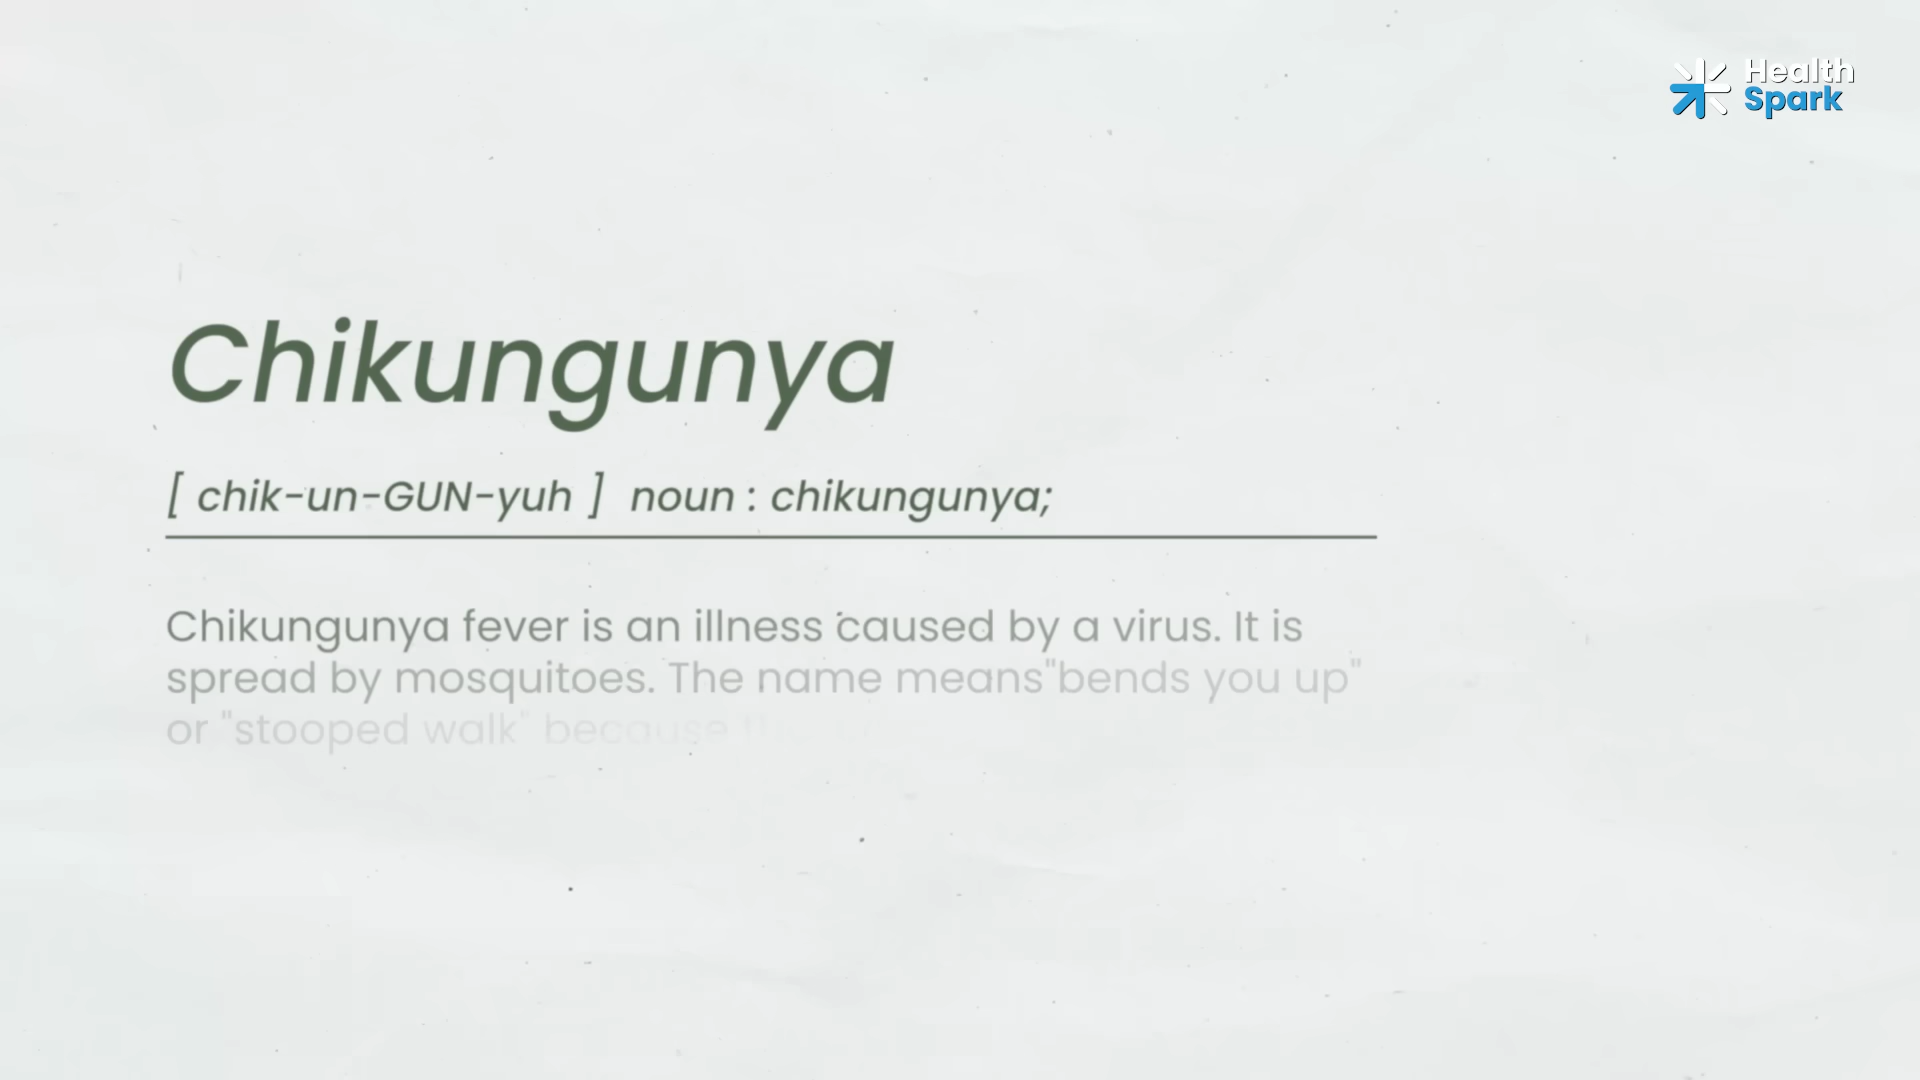 Health
Spark
Chikungunya
[ chik-un-GUN-yuh ] noun : chikungunya;
Chikungunya fever is an illness caused by a virus. It is
spread by mosquitoes. The name means"bends you up"
or "stooped walk" because